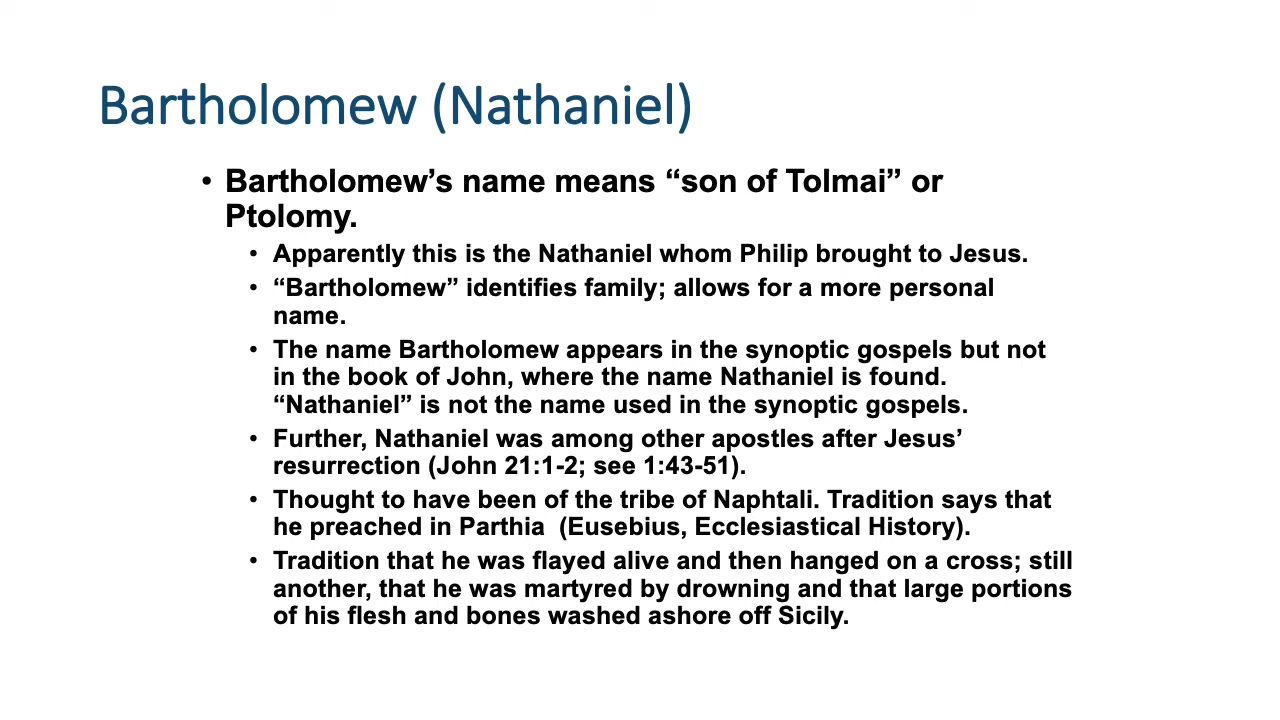 Bartholomew (Nathaniel)
• Bartholomew’s name means “son of Tolmai” or
Ptolomy.
• Apparently this is the Nathaniel whom Philip brought to Jesus.
• “Bartholomew” identifies family; allows for a more personal
name.
• The name Bartholomew appears in the synoptic gospels but not
in the book of John, where the name Nathaniel is found.
“Nathaniel” is not the name used in the synoptic gospels.
• Further, Nathaniel was among other apostles after Jesus’
resurrection (John 21:1-2; see 1:43-51).
• Thought to have been of the tribe of Naphtali. Tradition says that
he preached in Parthia  (Eusebius, Ecclesiastical History).
• Tradition that he was flayed alive and then hanged on a cross; still
another, that he was martyred by drowning and that large portions
of his flesh and bones washed ashore off Sicily.